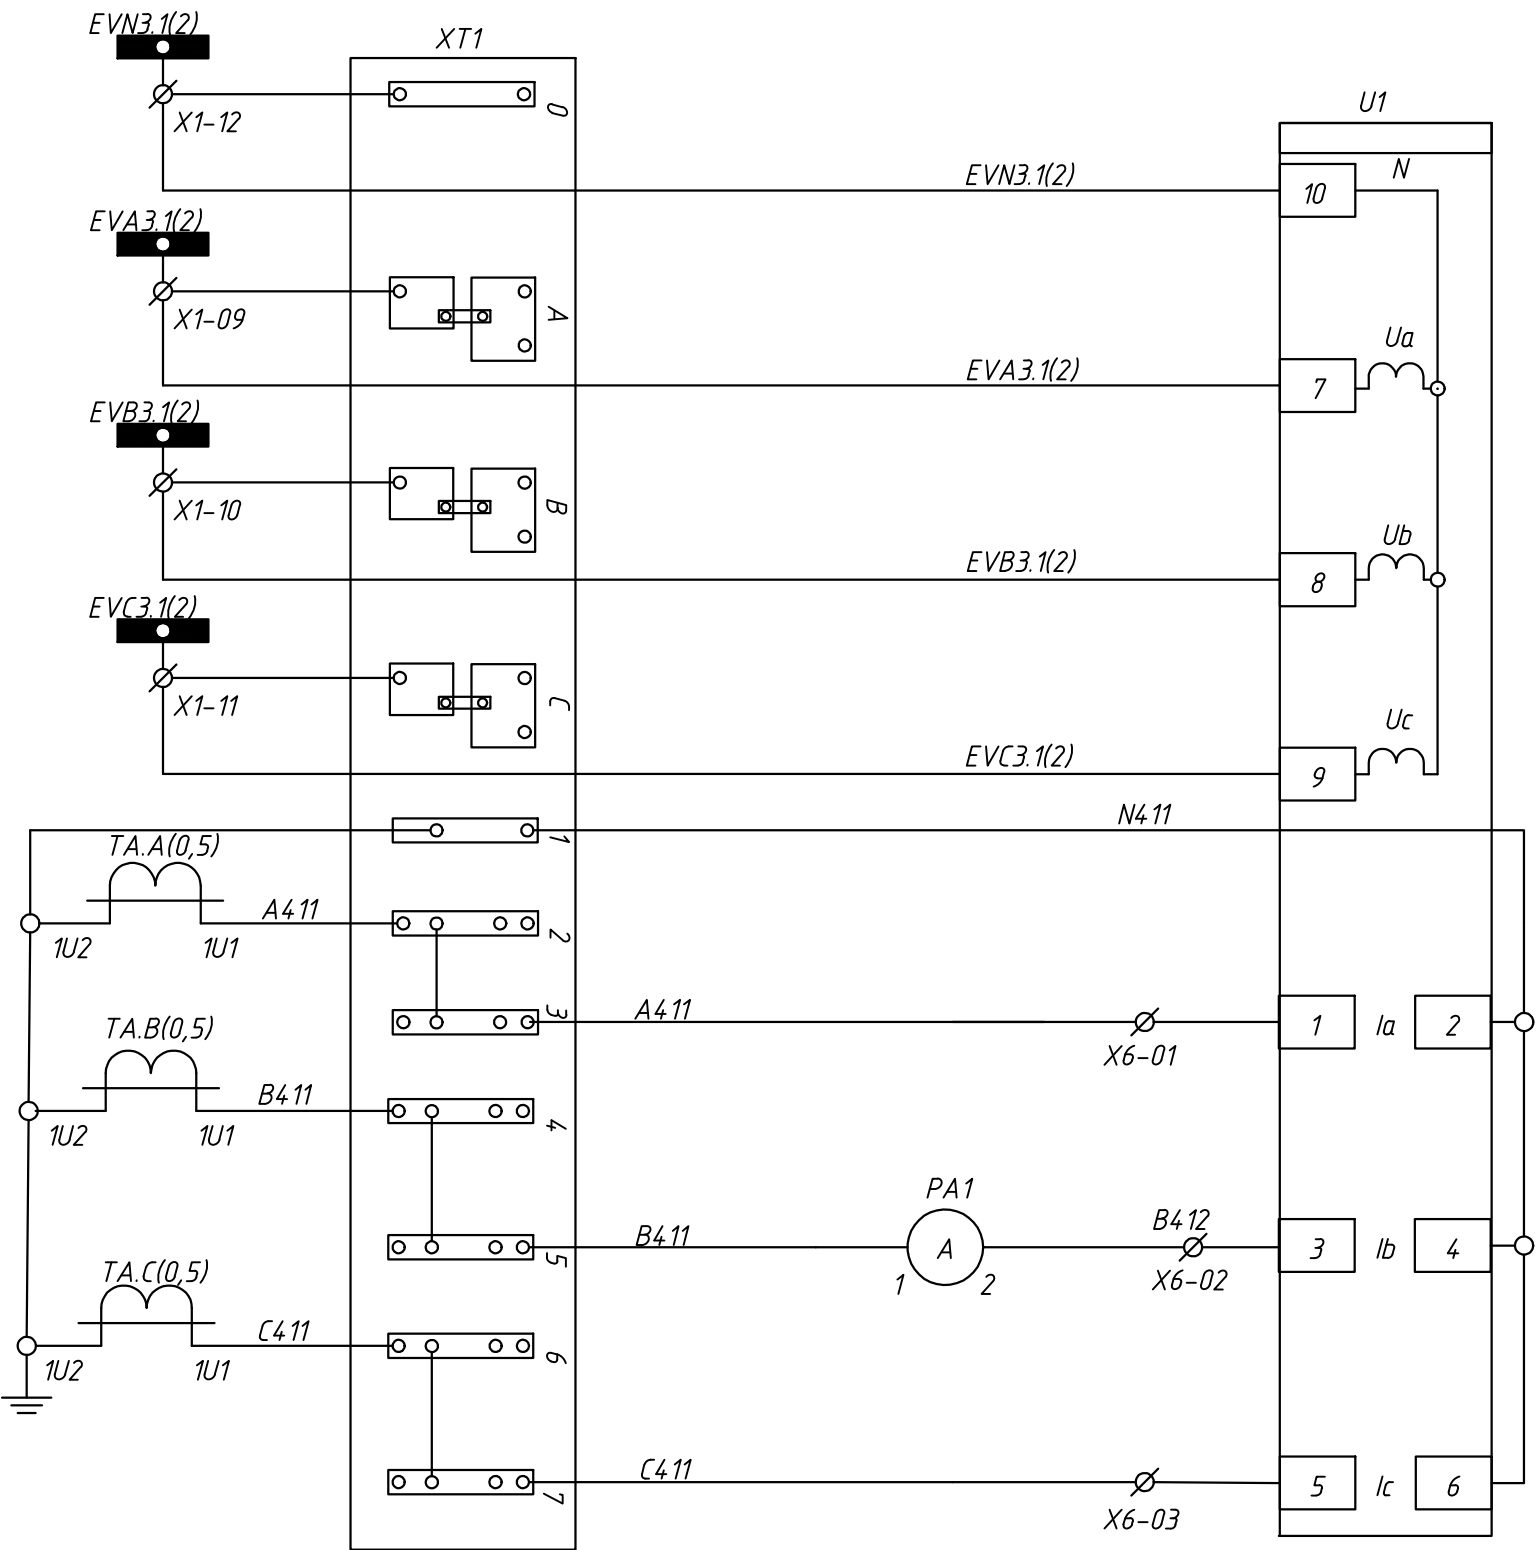 EVN3.1(2)
XT1
0
X1-12
U1
N
EVN3.1(2)
10
EVA3.1(2)
X1-09
A
Ua
EVA3.1(2)
7
EVB3.1(2)
X1-10
B
Ub
EVB3.1(2)
8
EVC3.1(2)
X1-11
C
Uc
EVC3.1(2)
9
N411
1
TA.A(0,5)
A411
1U2
1U1
2
3
A411
X6-01
1
Ia
2
TA.B(0,5)
B411
1U2
1U1
4
PA1
B411
A
1
2
B412
X6-02
3
Ib
4
5
TA.C(0,5)
C411
1U2
1U1
6
C411
X6-03
5
Ic
6
7